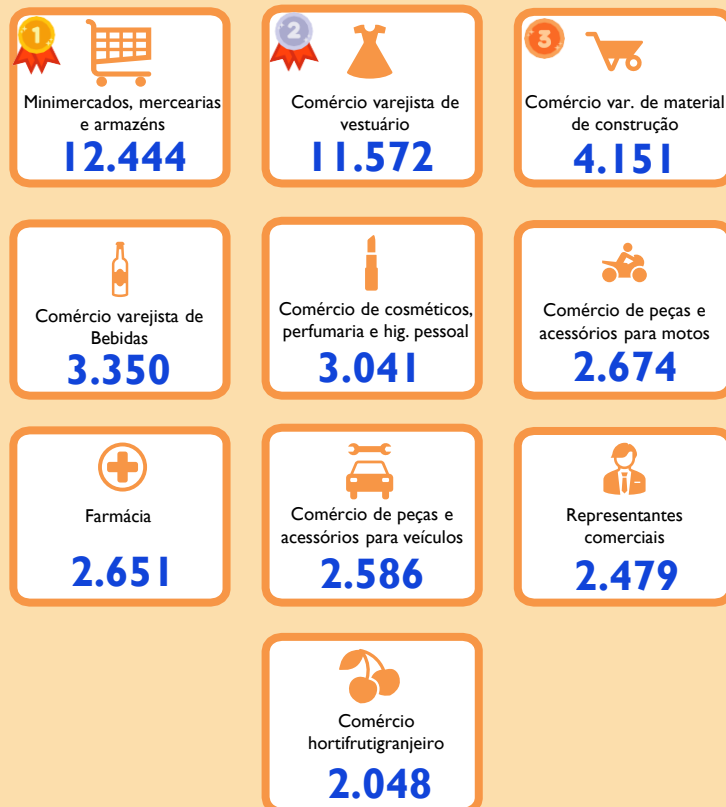 1
Minimercados, mercearias
e armazéns
12.444
2
Comércio varejista de
vestuário
11.572
3
Comércio var. de material
de construção
4.151
Comércio varejista de
Bebidas
3.350
Comércio de cosméticos,
perfumaria e hig. pessoal
3.041
Comércio de peças e
acessórios para motos
2.674
Farmácia
2.651
Comércio de peças e
acessórios para veículos
2.586
Representantes
comerciais
2.479
Comércio
hortifrutigranjeiro
2.048